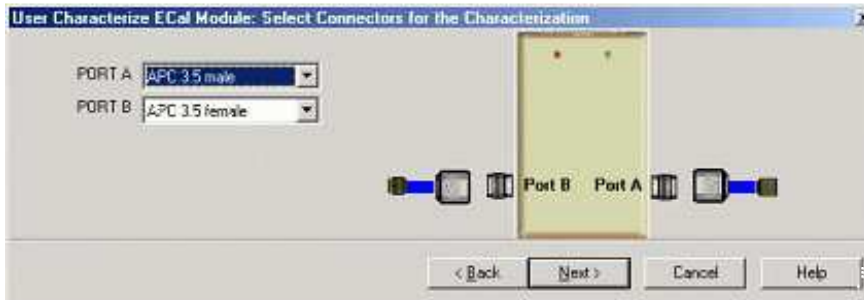 User Characterize ECal Module: Select Connectors for the Characterization
PORT A APC 3.5 male
PORT B APC 3.5 female
Port B Port A
< Back Next > Cancel Help